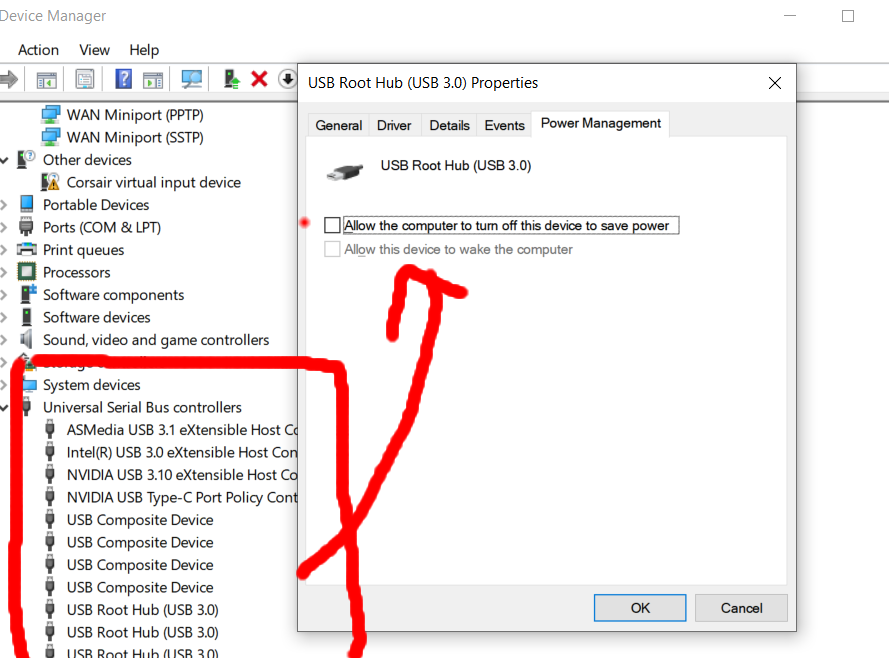 Device Manager
Action View Help
WAN Miniport (PPTP)
WAN Miniport (SSTP)
Other devices
Corsair virtual input device
Portable Devices
Ports (COM & LPT)
Print queues
Processors
Software components
Software devices
Sound, video and game controllers
System devices
Universal Serial Bus controllers
ASMedia USB 3.1 eXtensible Host Co
Intel(R) USB 3.0 eXtensible Host Con
NVIDIA USB 3.10 eXtensible Host Co
NVIDIA USB Type-C Port Policy Cont
USB Composite Device
USB Composite Device
USB Composite Device
USB Composite Device
USB Root Hub (USB 3.0)
USB Root Hub (USB 3.0)
USB Root Hub (USB 3.0)
USB Root Hub (USB 3.0) Properties
General Driver Details Events Power Management
USB Root Hub (USB 3.0)
Allow the computer to turn off this device to save power
Allow this device to wake the computer
OK Cancel